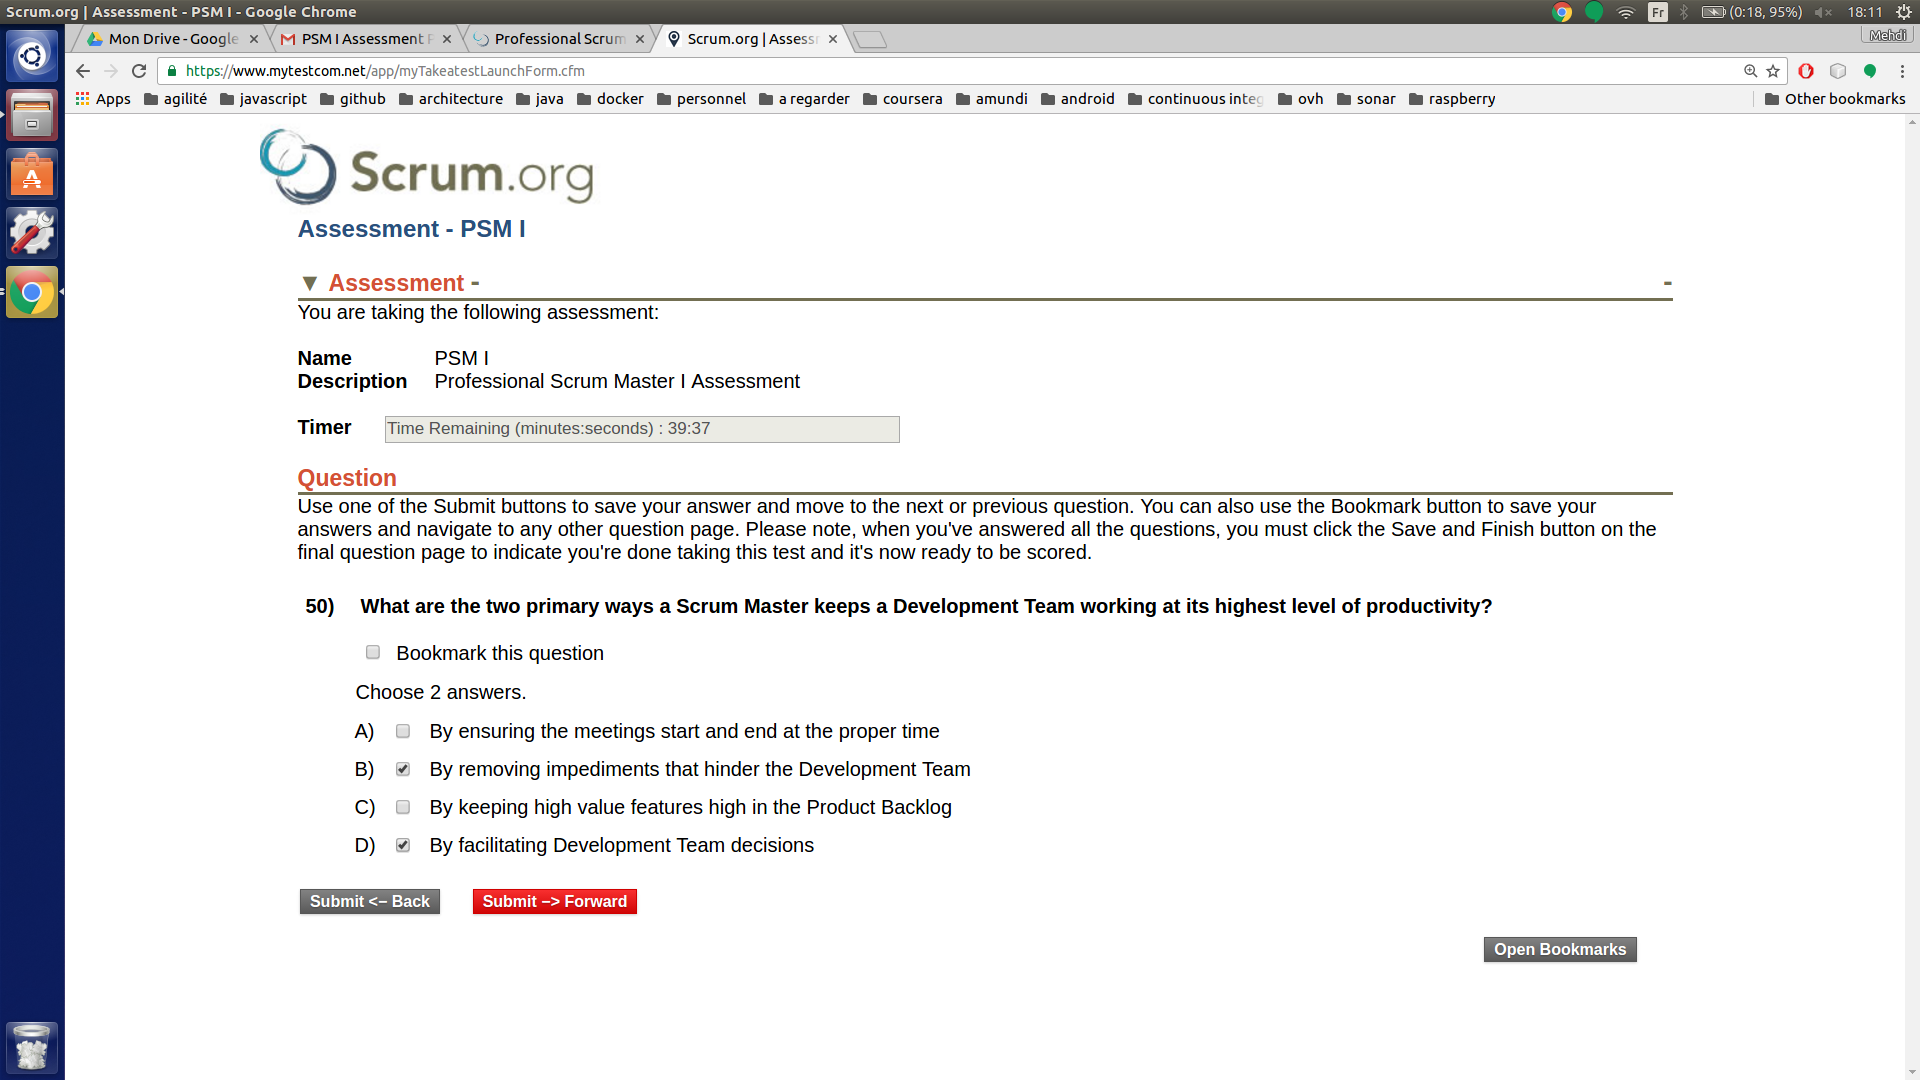 Scrum.org | Assessment - PSM I - Google Chrome
Fr
(0:18, 95%)
18:11
Mon Drive - Google
PSM I Assessment
Professional Scrum
Scrum.org | Assess
Mehdi
https://www.mytestcom.net/app/myTakeatestLaunchForm.cfm
Apps agilité javascript github architecture java docker personnel a regarder coursera amundi android continuous integ ovh sonar raspberry Other bookmarks
Scrum.org
Assessment - PSM I
▼ Assessment - -
You are taking the following assessment:
Name PSM I
Description Professional Scrum Master I Assessment
Timer Time Remaining (minutes:seconds) : 39:37
Question
Use one of the Submit buttons to save your answer and move to the next or previous question. You can also use the Bookmark button to save your
answers and navigate to any other question page. Please note, when you've answered all the questions, you must click the Save and Finish button on the
final question page to indicate you're done taking this test and it's now ready to be scored.
50) What are the two primary ways a Scrum Master keeps a Development Team working at its highest level of productivity?
Bookmark this question
Choose 2 answers.
A) By ensuring the meetings start and end at the proper time
B) By removing impediments that hinder the Development Team
C) By keeping high value features high in the Product Backlog
D) By facilitating Development Team decisions
Submit <– Back Submit –> Forward
Open Bookmarks